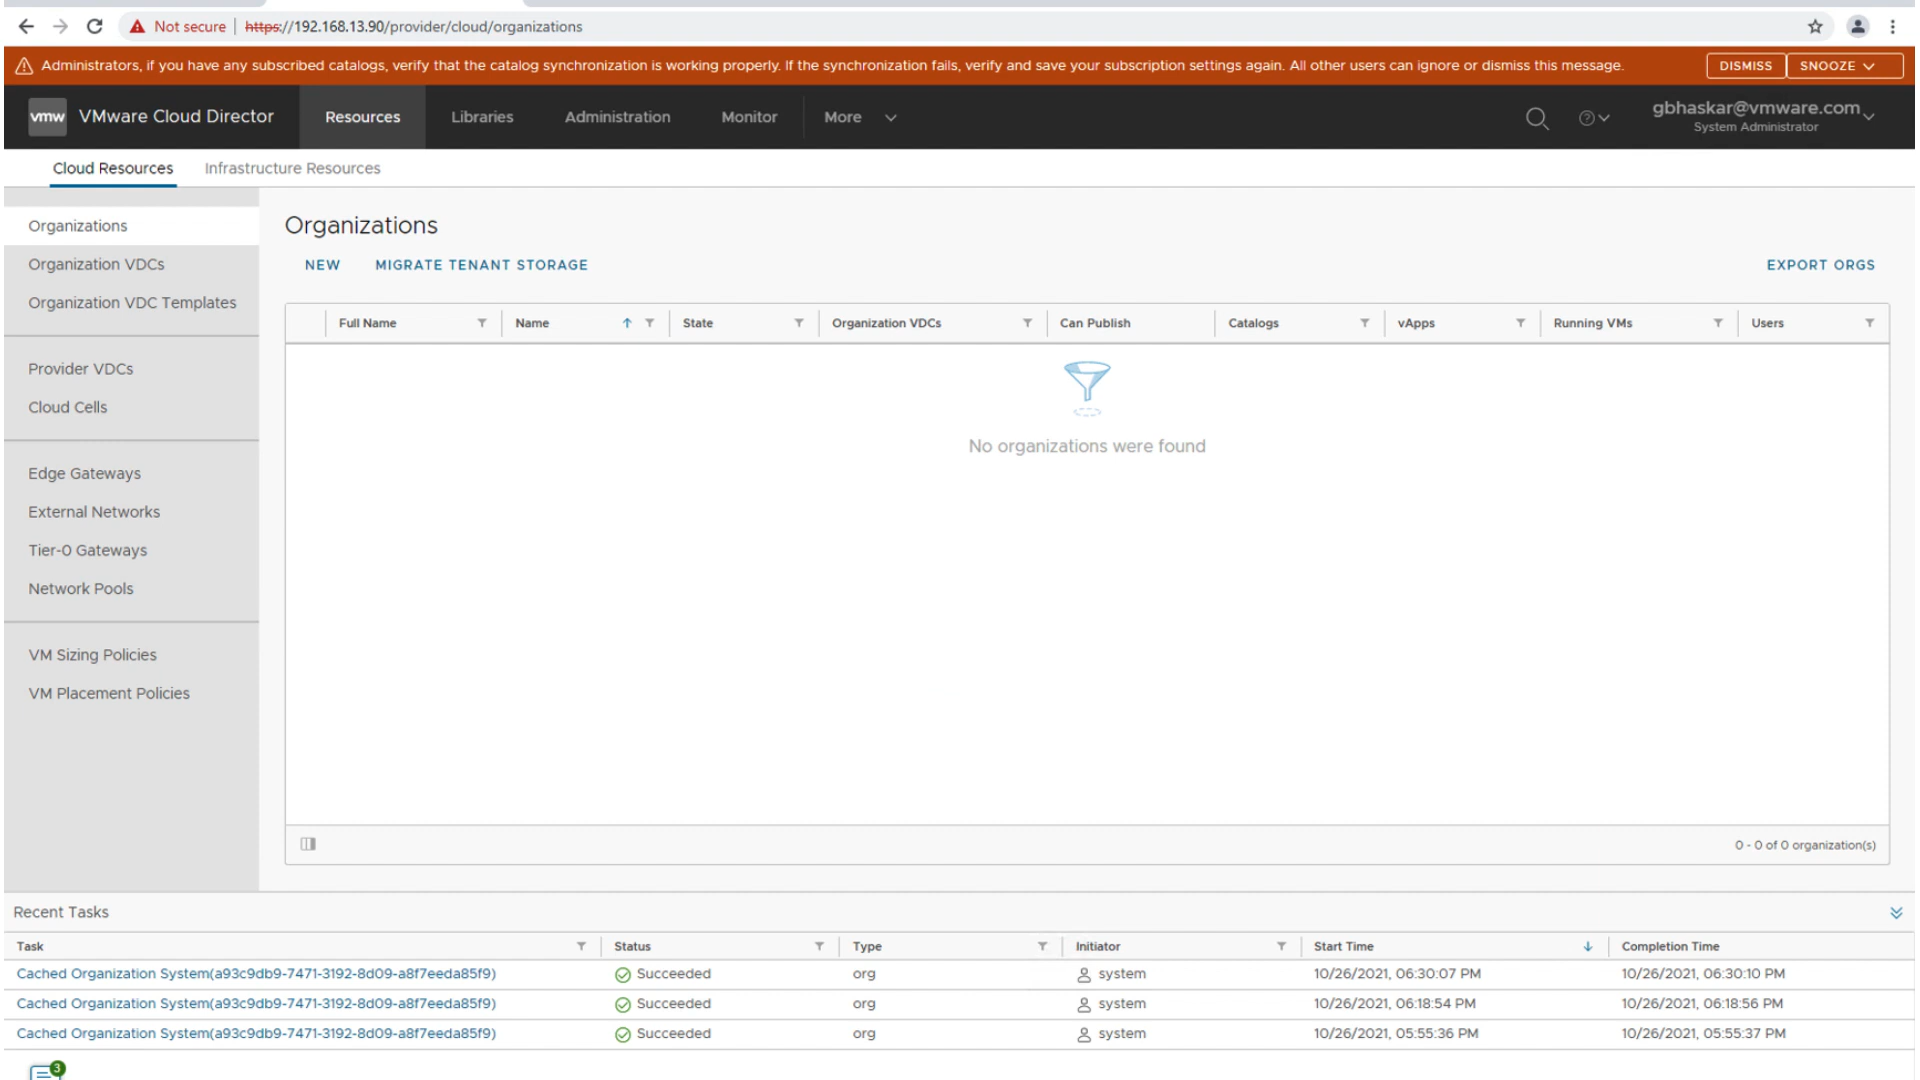 Not secure | https://192.168.13.90/provider/cloud/organizations
Administrators, if you have any subscribed catalogs, verify that the catalog synchronization is working properly. If the synchronization fails, verify and save your subscription settings again. All other users can ignore or dismiss this message. DISMISS SNOOZE
vmw VMware Cloud Director Resources Libraries Administration Monitor More gbhaskar@vmware.com
System Administrator
Cloud Resources Infrastructure Resources
Organizations
Organization VDCs
Organization VDC Templates
Provider VDCs
Cloud Cells
Edge Gateways
External Networks
Tier-0 Gateways
Network Pools
VM Sizing Policies
VM Placement Policies
Organizations
NEW MIGRATE TENANT STORAGE EXPORT ORGS
Full Name Name State Organization VDCs Can Publish Catalogs vApps Running VMs Users
No organizations were found
0 - 0 of 0 organization(s)
Recent Tasks
Task Status Type Initiator Start Time Completion Time
Cached Organization System(a93c9db9-7471-3192-8d09-a8f7eeda85f9) Succeeded org system 10/26/2021, 06:30:07 PM 10/26/2021, 06:30:10 PM
Cached Organization System(a93c9db9-7471-3192-8d09-a8f7eeda85f9) Succeeded org system 10/26/2021, 06:18:54 PM 10/26/2021, 06:18:56 PM
Cached Organization System(a93c9db9-7471-3192-8d09-a8f7eeda85f9) Succeeded org system 10/26/2021, 05:55:36 PM 10/26/2021, 05:55:37 PM
3